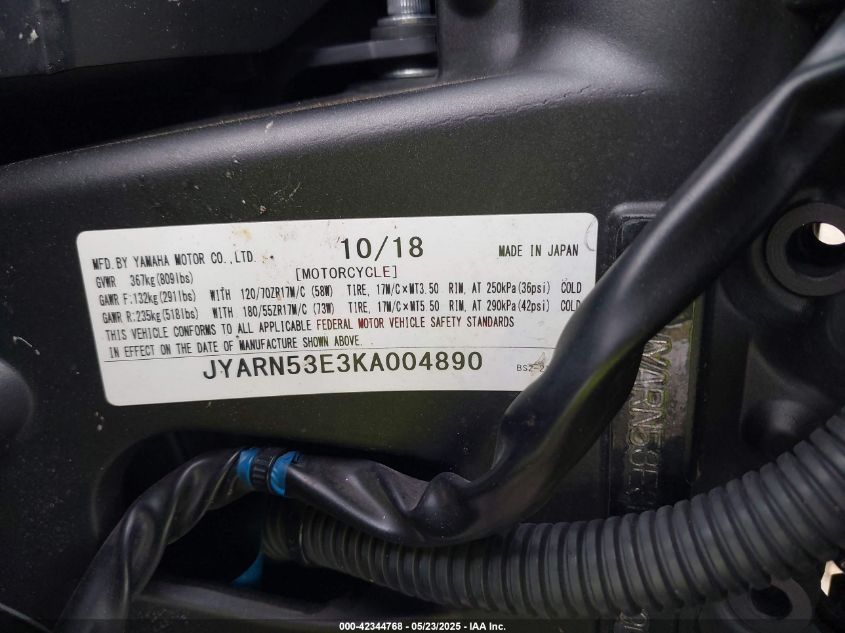 MFD.BY YAMAHA MOTOR CO.,LTD. 10/18 MADE IN JAPAN
GVWR 367kg(809lbs) [MOTORCYCLE]
GAWR F:132kg(291lbs) WITH 120/70ZR17M/C (58W) TIRE, 17M/C×MT3.50 RIM, AT 250kPa(36psi) COLD
GAWR R:235kg(518lbs) WITH 180/55ZR17M/C (73W) TIRE, 17M/C×MT5.50 RIM, AT 290kPa(42psi) COLD
THIS VEHICLE CONFORMS TO ALL APPLICABLE FEDERAL MOTOR VEHICLE SAFETY STANDARDS
IN EFFECT ON THE DATE OF MANUFACTURE SHOWN ABOVE.
JYARN53E3KA004890
000-42344768 - 05/23/2025 - IAA Inc.